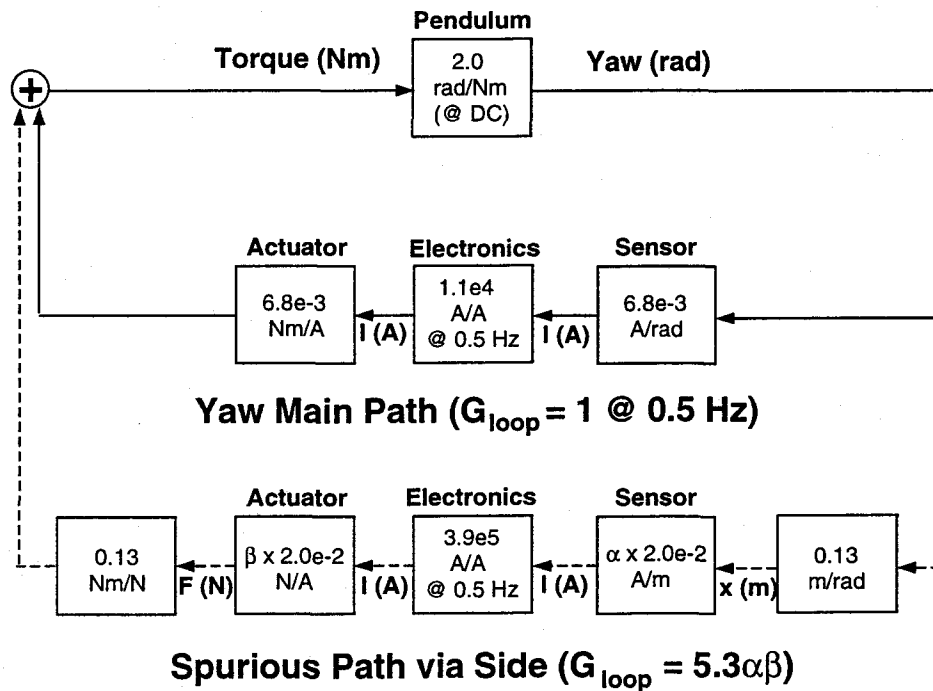 Pendulum
Torque (Nm)
2.0
rad/Nm
(@ DC)
Yaw (rad)
+
Actuator
Electronics
Sensor
6.8e-3
Nm/A
I (A)
1.1e4
A/A
@ 0.5 Hz
I (A)
6.8e-3
A/rad
Yaw Main Path (Gloop = 1 @ 0.5 Hz)
Actuator
Electronics
Sensor
0.13
Nm/N
F (N)
β x 2.0e-2
N/A
I (A)
3.9e5
A/A
@ 0.5 Hz
I (A)
α x 2.0e-2
A/m
x (m)
0.13
m/rad
Spurious Path via Side (Gloop = 5.3αβ)